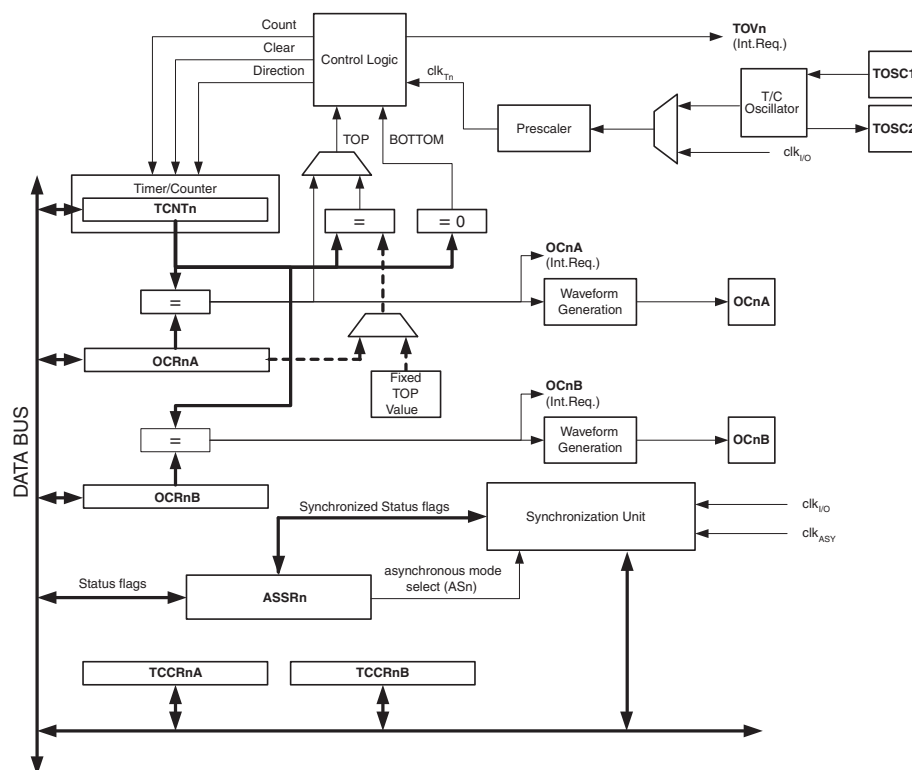 Count
Clear
Direction
Control Logic
TOVn
(Int.Req.)
clkTn
TOSC1
T/C
Oscillator
TOSC2
Prescaler
clkI/O
TOP
BOTTOM
Timer/Counter
TCNTn
=
= 0
OCnA
(Int.Req.)
=
Waveform
Generation
OCnA
OCRnA
Fixed
TOP
Value
OCnB
(Int.Req.)
=
Waveform
Generation
OCnB
DATA BUS
OCRnB
Synchronized Status flags
Synchronization Unit
clkI/O
clkASY
Status flags
ASSRn
asynchronous mode
select (ASn)
TCCRnA
TCCRnB